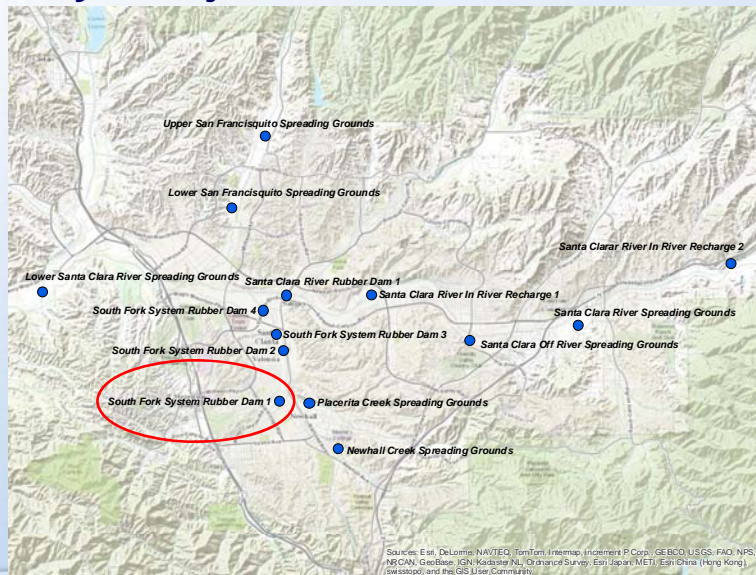 Upper San Francisquito Spreading Grounds
Lower San Francisquito Spreading Grounds
Santa Clarar River In River Recharge 2
Lower Santa Clara River Spreading Grounds
Santa Clara River Rubber Dam 1
Santa Clara River In River Recharge 1
South Fork System Rubber Dam 4
Santa Clara River Spreading Grounds
South Fork System Rubber Dam 3
Santa Clara Off River Spreading Grounds
South Fork System Rubber Dam 2
South Fork System Rubber Dam 1
Placerita Creek Spreading Grounds
Newhall
Newhall Creek Spreading Grounds
Sources: Esri, DeLorme, NAVTEQ, TomTom, Intermap, increment P Corp., GEBCO, USGS, FAO, NPS,
NRCAN, GeoBase, IGN, Kadaster NL, Ordnance Survey, Esri Japan, METI, Esri China (Hong Kong),
swisstopo, and the GIS User Community